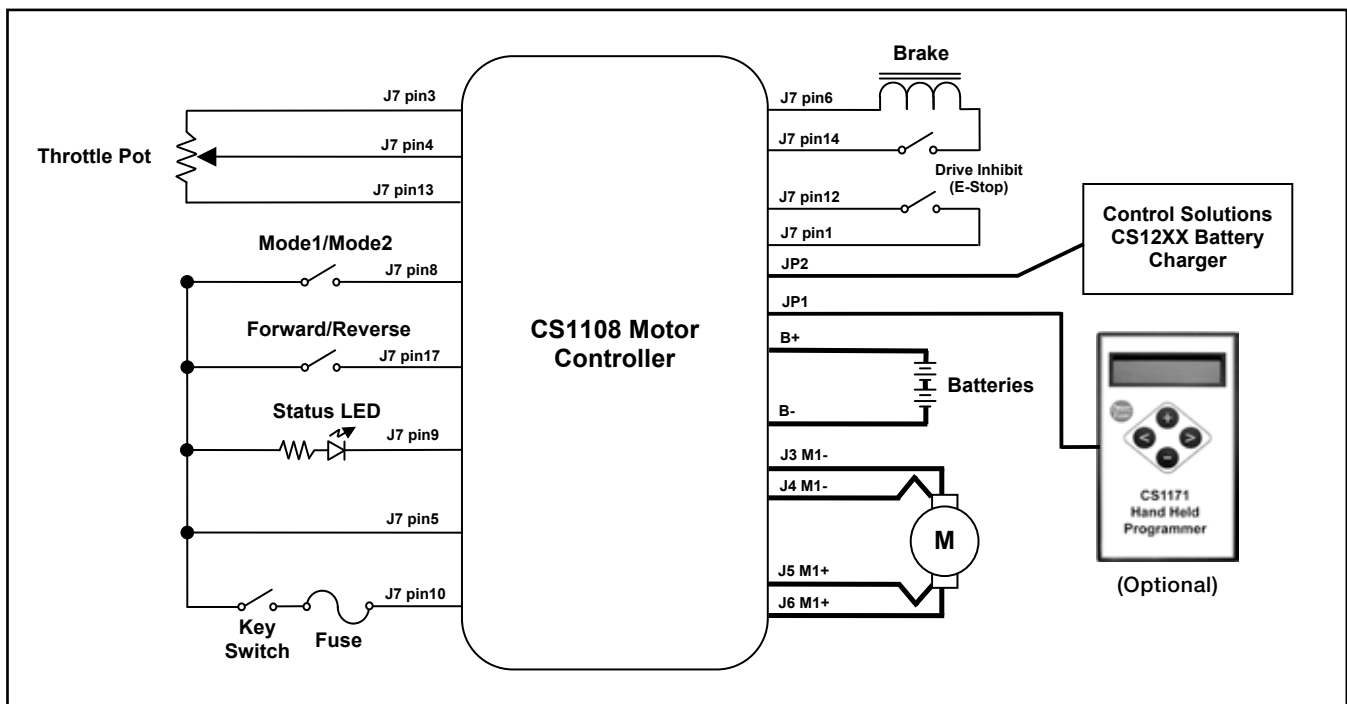 J7 pin3
Throttle Pot
J7 pin4
J7 pin13
Mode1/Mode2
J7 pin8
Forward/Reverse
J7 pin17
Status LED
J7 pin9
J7 pin5
J7 pin10
Key
Switch
Fuse
CS1108 Motor
Controller
Brake
J7 pin6
J7 pin14
Drive Inhibit
(E-Stop)
J7 pin12
J7 pin1
JP2
JP1
B+
Batteries
B-
J3 M1-
J4 M1-
M
J5 M1+
J6 M1+
Control Solutions
CS12XX Battery
Charger
+
<
>
-
CS1171
Hand Held
Programmer
(Optional)